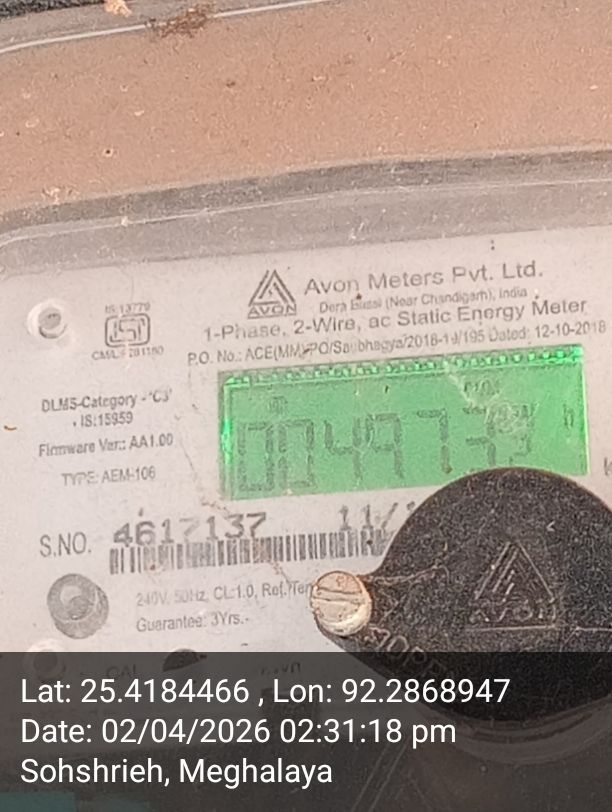 AVON
Avon Meters Pvt. Ltd.
Dera Bassi (Near Chandigarh), India
IS:13779
1-Phase, 2-Wire, ac Static Energy Meter
P.O. No.: ACE(MM)/PO/Saubhagya/2018-19/195 Dated: 12-10-2018
DLMS-Category - 'C3'
IS:15959
Firmware Ver.: AA1.00
TYPE: AEM-106
S.NO. 4617137 11/
240V, 50Hz, CL:1.0, Ref.
Guarantee: 3Yrs.-
AVON
Lat: 25.4184466 , Lon: 92.2868947
Date: 02/04/2026 02:31:18 pm
Sohshrieh, Meghalaya